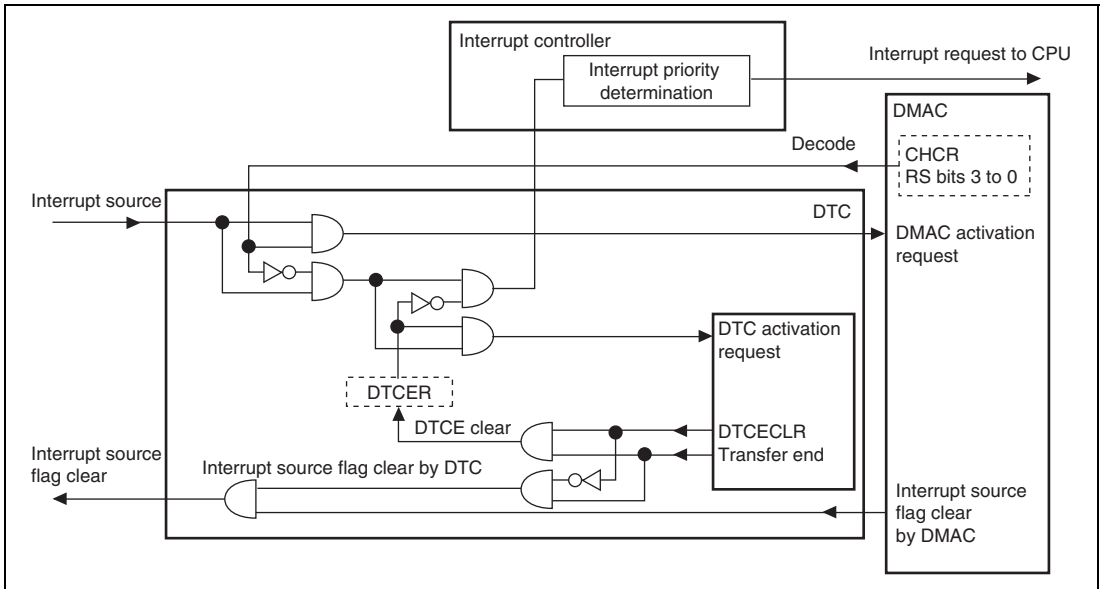 Interrupt controller
Interrupt priority
determination
Interrupt request to CPU
DMAC
CHCR
RS bits 3 to 0
Decode
Interrupt source
DTC
DMAC activation
request
DTC activation
request
DTCER
DTCE clear
DTCECLR
Transfer end
Interrupt source
flag clear
Interrupt source flag clear by DTC
Interrupt source
flag clear
by DMAC